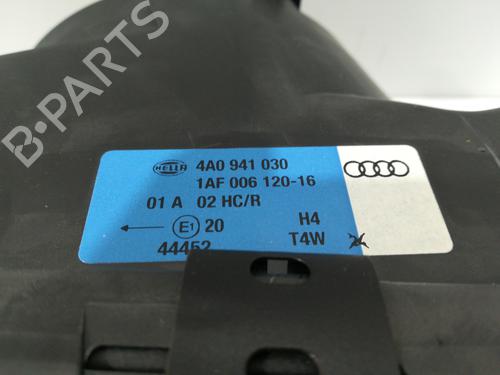 B-PARTS
HELLA 4A0 941 030
1AF 006 120-16
01 A 02 HC/R
E1 20 H4
44452 T4W